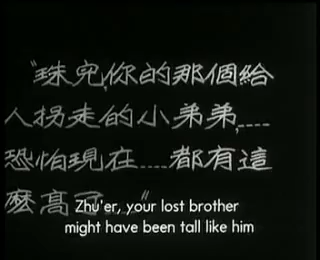 "珠兒,你的那個給
人拐走的小弟弟,....
恐怕現在....都有這
麽高了...."
Zhu'er, your lost brother
might have been tall like him